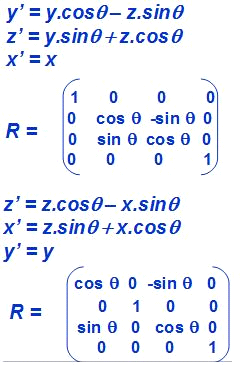 y' = y.cosθ – z.sinθ
z' = y.sinθ + z.cosθ
x' = x
1 0 0 0
R = 0 cos θ -sin θ 0
0 sin θ cos θ 0
0 0 0 1
z' = z.cosθ – x.sinθ
x' = z.sinθ + x.cosθ
y' = y
cos θ 0 -sin θ 0
R = 0 1 0 0
sin θ 0 cos θ 0
0 0 0 1